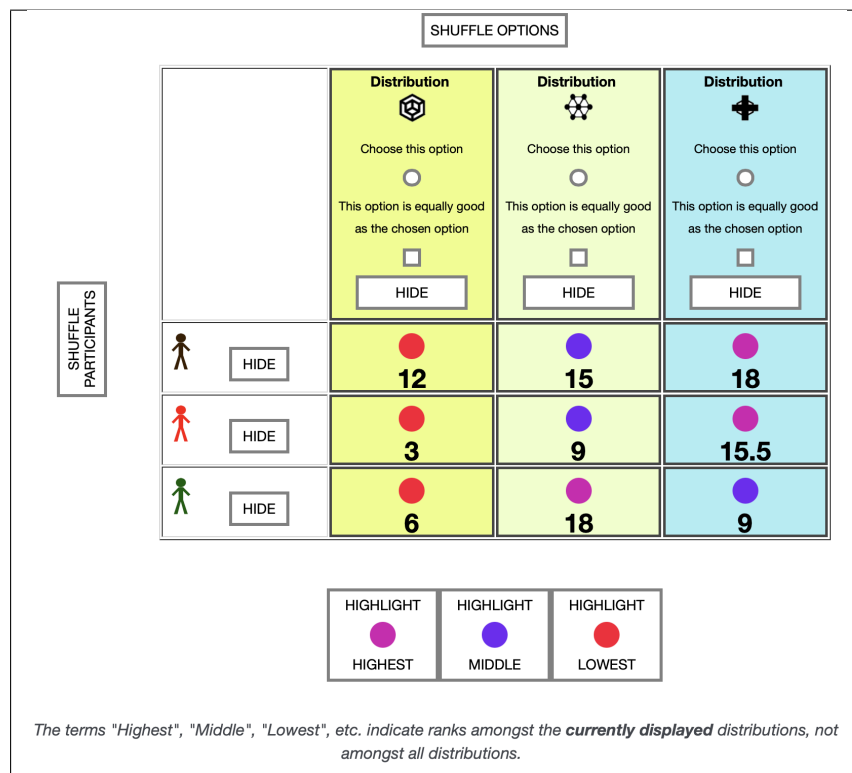 SHUFFLE OPTIONS
Distribution Distribution Distribution
Choose this option Choose this option Choose this option
This option is equally good This option is equally good This option is equally good
as the chosen option as the chosen option as the chosen option
HIDE HIDE HIDE
SHUFFLE
PARTICIPANTS
HIDE 12 15 18
HIDE 3 9 15.5
HIDE 6 18 9
HIGHLIGHT HIGHLIGHT HIGHLIGHT
HIGHEST MIDDLE LOWEST
The terms "Highest", "Middle", "Lowest", etc. indicate ranks amongst the currently displayed distributions, not
amongst all distributions.